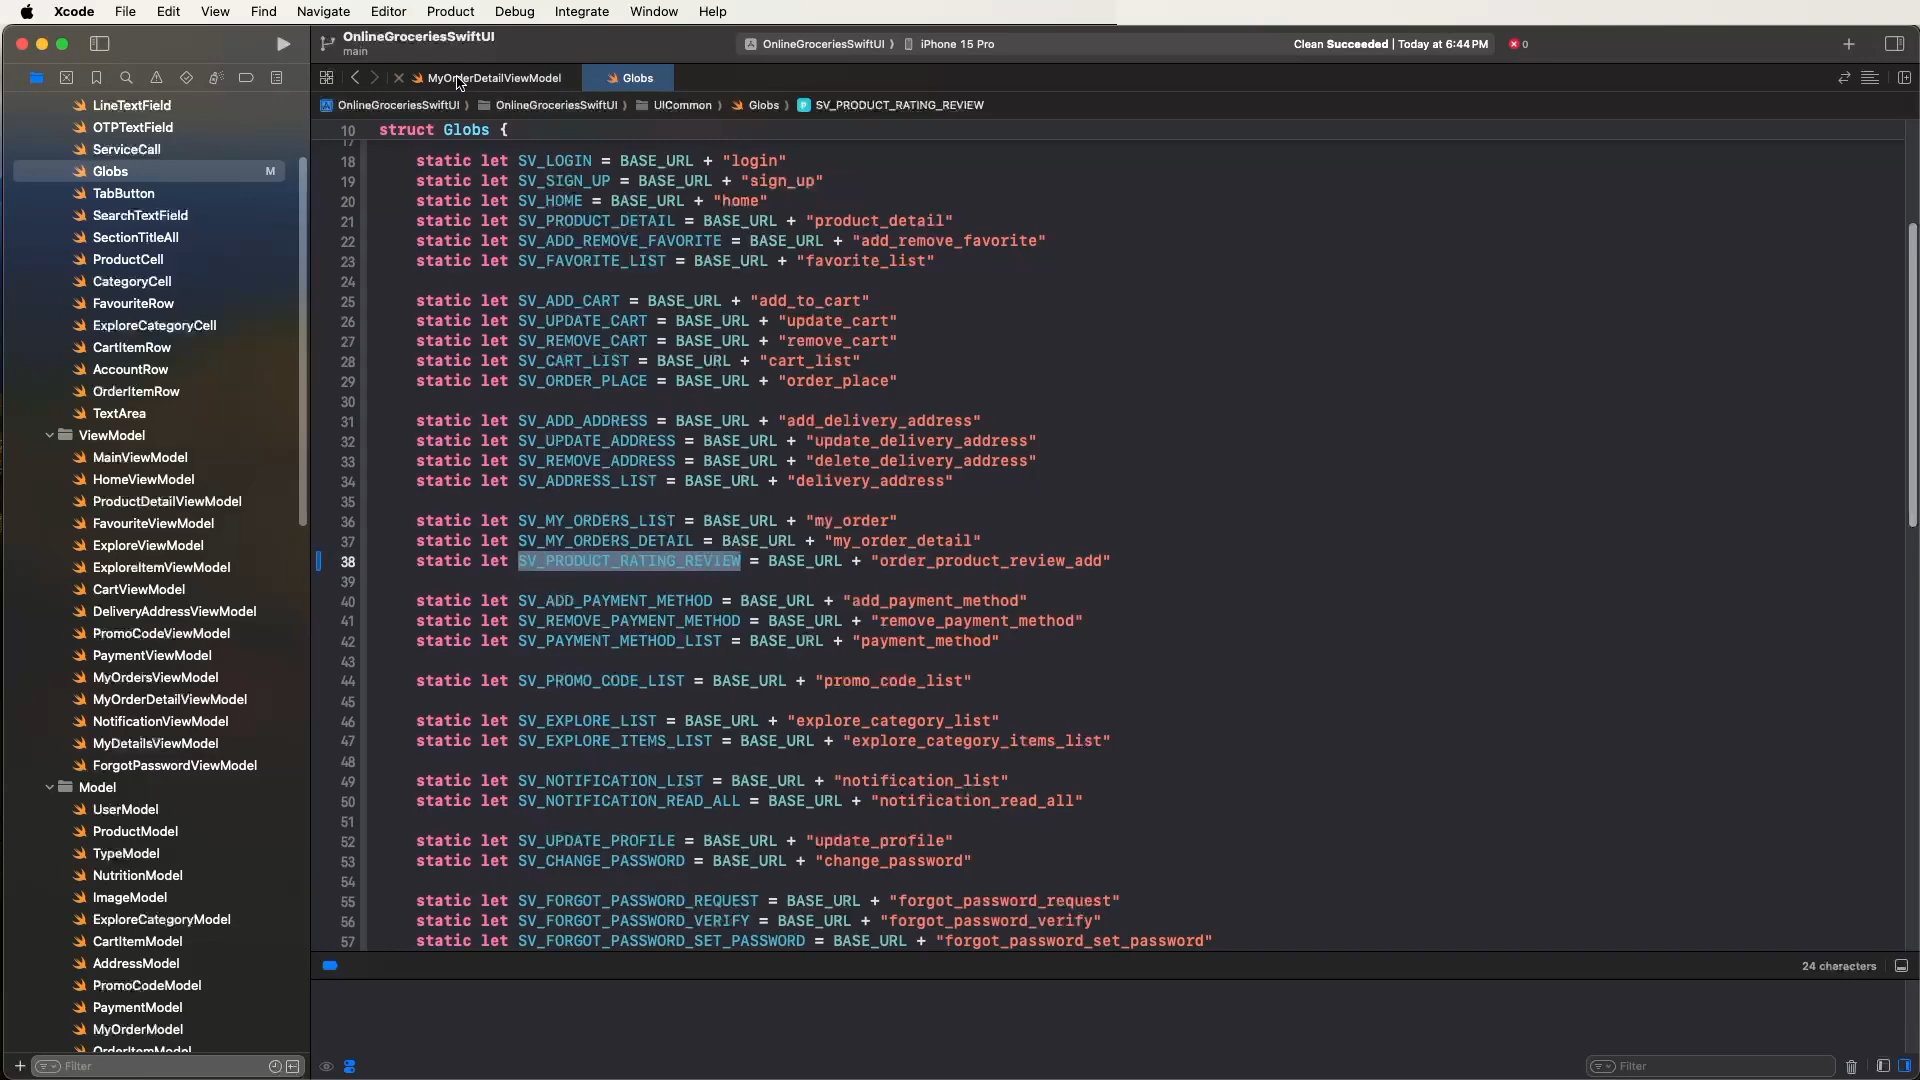 Xcode File Edit View Find Navigate Editor Product Debug Integrate Window Help
OnlineGroceriesSwiftUI
main
OnlineGroceriesSwiftUI iPhone 15 Pro
Clean Succeeded | Today at 6:44 PM 0
MyOrderDetailViewModel Globs
OnlineGroceriesSwiftUI OnlineGroceriesSwiftUI UICommon Globs P SV_PRODUCT_RATING_REVIEW
LineTextField
OTPTextField
ServiceCall
Globs M
TabButton
SearchTextField
SectionTitleAll
ProductCell
CategoryCell
FavouriteRow
ExploreCategoryCell
CartItemRow
AccountRow
OrderItemRow
TextArea
ViewModel
MainViewModel
HomeViewModel
ProductDetailViewModel
FavouriteViewModel
ExploreViewModel
ExploreItemViewModel
CartViewModel
DeliveryAddressViewModel
PromoCodeViewModel
PaymentViewModel
MyOrdersViewModel
MyOrderDetailViewModel
NotificationViewModel
MyDetailsViewModel
ForgotPasswordViewModel
Model
UserModel
ProductModel
TypeModel
NutritionModel
ImageModel
ExploreCategoryModel
CartItemModel
AddressModel
PromoCodeModel
PaymentModel
MyOrderModel
OrderItemModel
Filter
10 struct Globs {
17
18 static let SV_LOGIN = BASE_URL + "login"
19 static let SV_SIGN_UP = BASE_URL + "sign_up"
20 static let SV_HOME = BASE_URL + "home"
21 static let SV_PRODUCT_DETAIL = BASE_URL + "product_detail"
22 static let SV_ADD_REMOVE_FAVORITE = BASE_URL + "add_remove_favorite"
23 static let SV_FAVORITE_LIST = BASE_URL + "favorite_list"
24
25 static let SV_ADD_CART = BASE_URL + "add_to_cart"
26 static let SV_UPDATE_CART = BASE_URL + "update_cart"
27 static let SV_REMOVE_CART = BASE_URL + "remove_cart"
28 static let SV_CART_LIST = BASE_URL + "cart_list"
29 static let SV_ORDER_PLACE = BASE_URL + "order_place"
30
31 static let SV_ADD_ADDRESS = BASE_URL + "add_delivery_address"
32 static let SV_UPDATE_ADDRESS = BASE_URL + "update_delivery_address"
33 static let SV_REMOVE_ADDRESS = BASE_URL + "delete_delivery_address"
34 static let SV_ADDRESS_LIST = BASE_URL + "delivery_address"
35
36 static let SV_MY_ORDERS_LIST = BASE_URL + "my_order"
37 static let SV_MY_ORDERS_DETAIL = BASE_URL + "my_order_detail"
38 static let SV_PRODUCT_RATING_REVIEW = BASE_URL + "order_product_review_add"
39
40 static let SV_ADD_PAYMENT_METHOD = BASE_URL + "add_payment_method"
41 static let SV_REMOVE_PAYMENT_METHOD = BASE_URL + "remove_payment_method"
42 static let SV_PAYMENT_METHOD_LIST = BASE_URL + "payment_method"
43
44 static let SV_PROMO_CODE_LIST = BASE_URL + "promo_code_list"
45
46 static let SV_EXPLORE_LIST = BASE_URL + "explore_category_list"
47 static let SV_EXPLORE_ITEMS_LIST = BASE_URL + "explore_category_items_list"
48
49 static let SV_NOTIFICATION_LIST = BASE_URL + "notification_list"
50 static let SV_NOTIFICATION_READ_ALL = BASE_URL + "notification_read_all"
51
52 static let SV_UPDATE_PROFILE = BASE_URL + "update_profile"
53 static let SV_CHANGE_PASSWORD = BASE_URL + "change_password"
54
55 static let SV_FORGOT_PASSWORD_REQUEST = BASE_URL + "forgot_password_request"
56 static let SV_FORGOT_PASSWORD_VERIFY = BASE_URL + "forgot_password_verify"
57 static let SV_FORGOT_PASSWORD_SET_PASSWORD = BASE_URL + "forgot_password_set_password"
24 characters
Filter